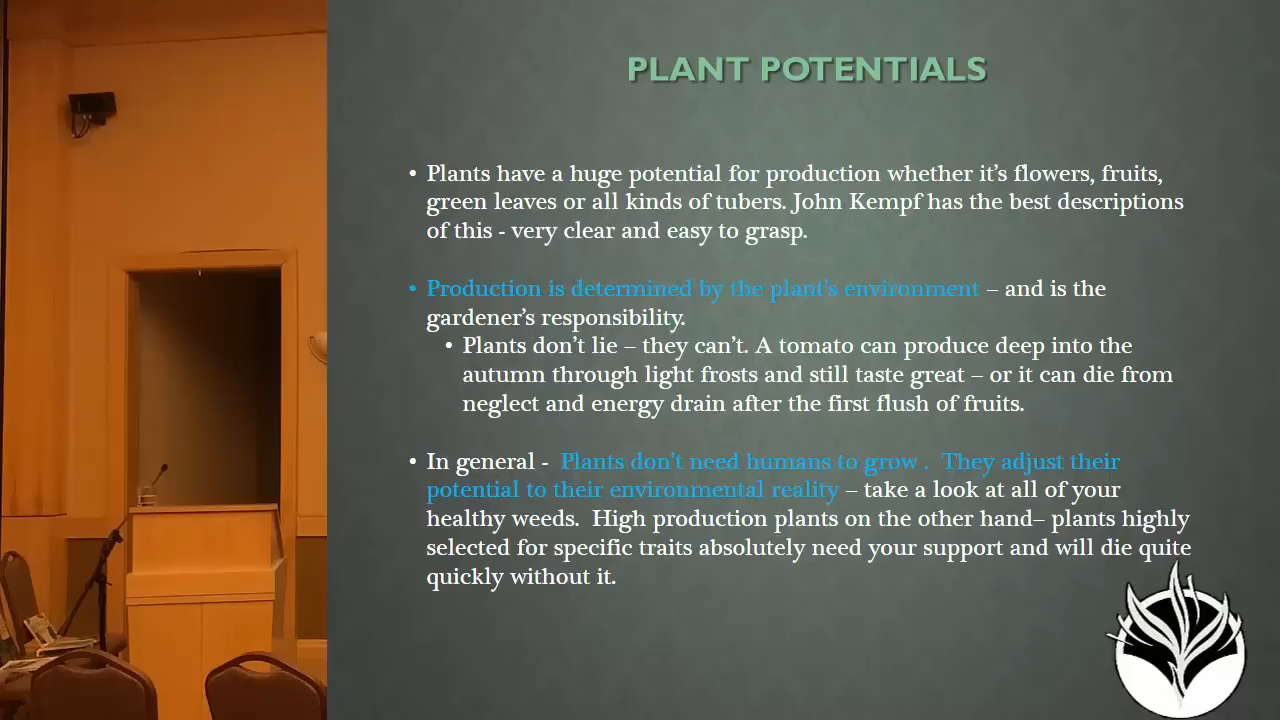 PLANT POTENTIALS
• Plants have a huge potential for production whether it's flowers, fruits,
green leaves or all kinds of tubers. John Kempf has the best descriptions
of this - very clear and easy to grasp.
• Production is determined by the plant's environment – and is the
gardener's responsibility.
• Plants don't lie – they can't. A tomato can produce deep into the
autumn through light frosts and still taste great – or it can die from
neglect and energy drain after the first flush of fruits.
• In general -  Plants don't need humans to grow .  They adjust their
potential to their environmental reality – take a look at all of your
healthy weeds.  High production plants on the other hand– plants highly
selected for specific traits absolutely need your support and will die quite
quickly without it.